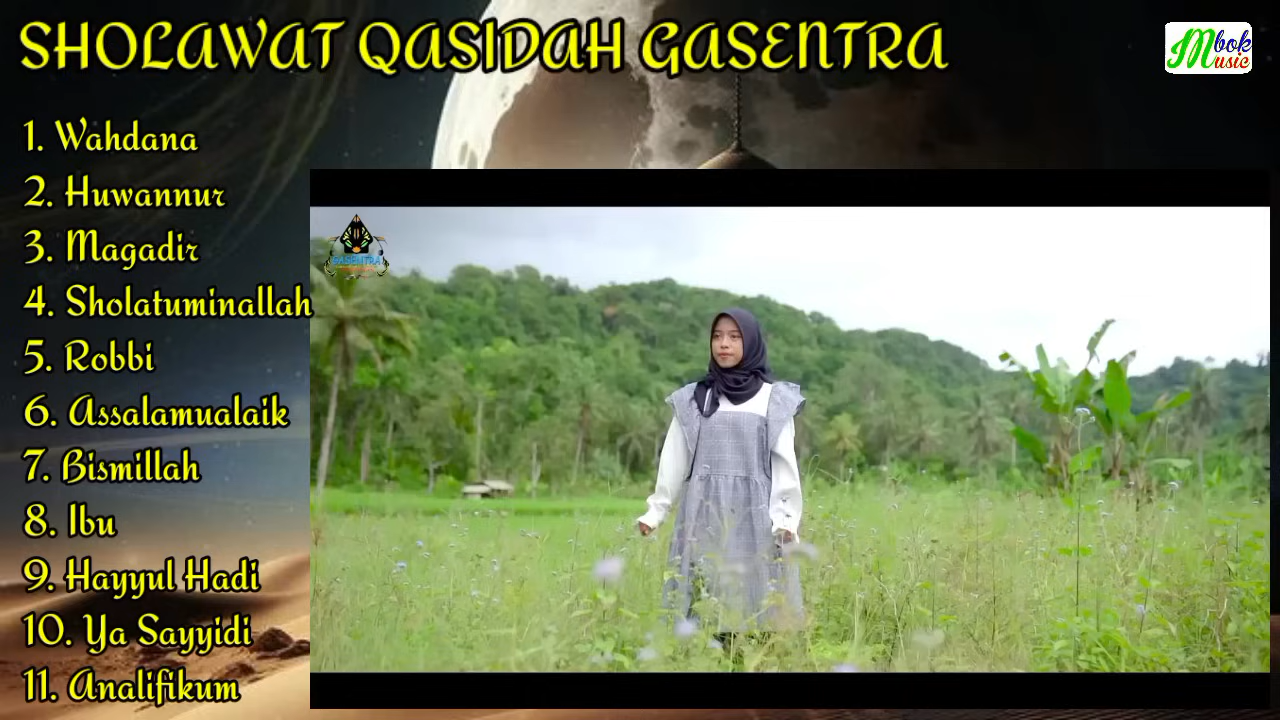 SHOLAWAT QASIDAH GASENTRA
Mbok
Music
1. Wahdana
2. Huwannur
3. Magadir
4. Sholatuminallah
5. Robbi
6. Assalamualaik
7. Bismillah
8. Ibu
9. Hayyul Hadi
10. Ya Sayyidi
11. Analifikum
GASENTRA